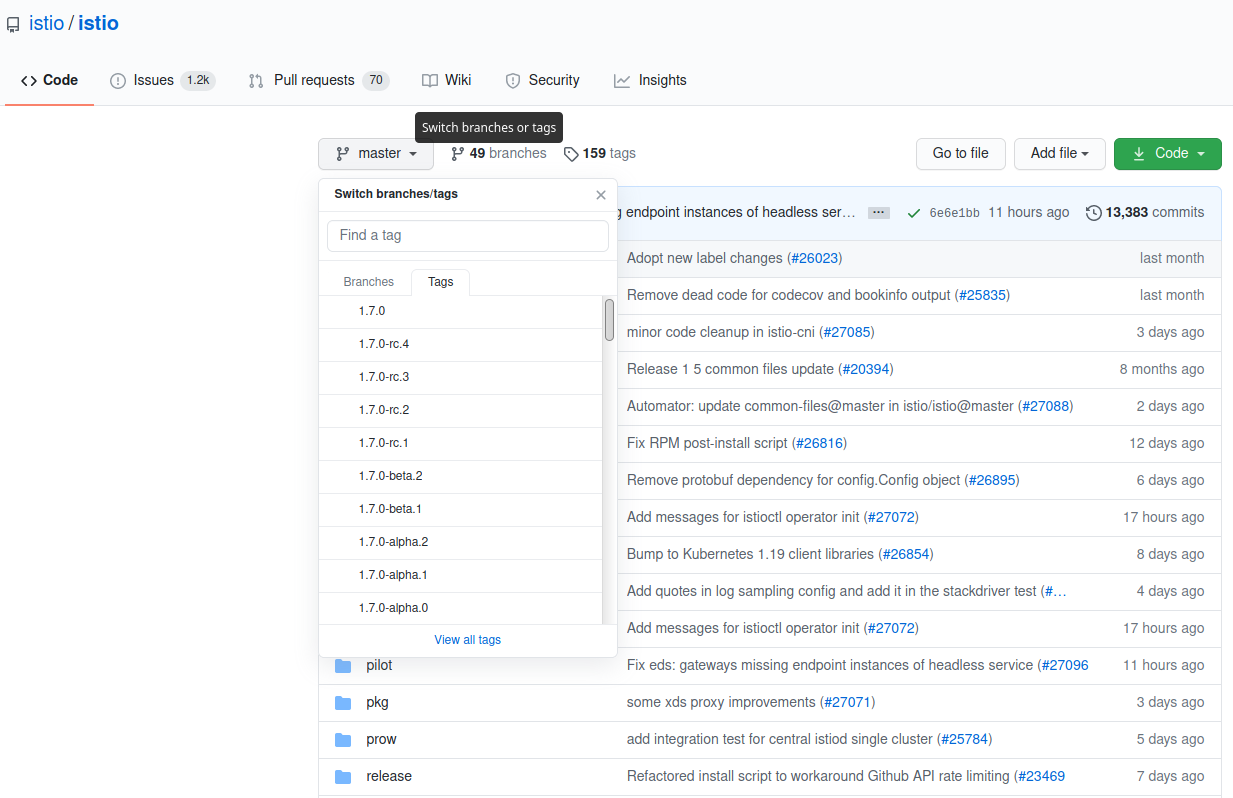 istio / istio
Code Issues 1.2k Pull requests 70 Wiki Security Insights
Switch branches or tags
master 49 branches 159 tags Go to file Add file Code
Switch branches/tags
endpoint instances of headless ser… 6e6e1bb 11 hours ago 13,383 commits
Find a tag
Adopt new label changes (#26023) last month
Branches Tags
Remove dead code for codecov and bookinfo output (#25835) last month
1.7.0
minor code cleanup in istio-cni (#27085) 3 days ago
1.7.0-rc.4
Release 1 5 common files update (#20394) 8 months ago
1.7.0-rc.3
Automator: update common-files@master in istio/istio@master (#27088) 2 days ago
1.7.0-rc.2
Fix RPM post-install script (#26816) 12 days ago
1.7.0-rc.1
Remove protobuf dependency for config.Config object (#26895) 6 days ago
1.7.0-beta.2
Add messages for istioctl operator init (#27072) 17 hours ago
1.7.0-beta.1
Bump to Kubernetes 1.19 client libraries (#26854) 8 days ago
1.7.0-alpha.2
Add quotes in log sampling config and add it in the stackdriver test (#… 4 days ago
1.7.0-alpha.1
Add messages for istioctl operator init (#27072) 17 hours ago
1.7.0-alpha.0
View all tags
pilot Fix eds: gateways missing endpoint instances of headless service (#27096 11 hours ago
pkg some xds proxy improvements (#27071) 3 days ago
prow add integration test for central istiod single cluster (#25784) 5 days ago
release Refactored install script to workaround Github API rate limiting (#23469 7 days ago